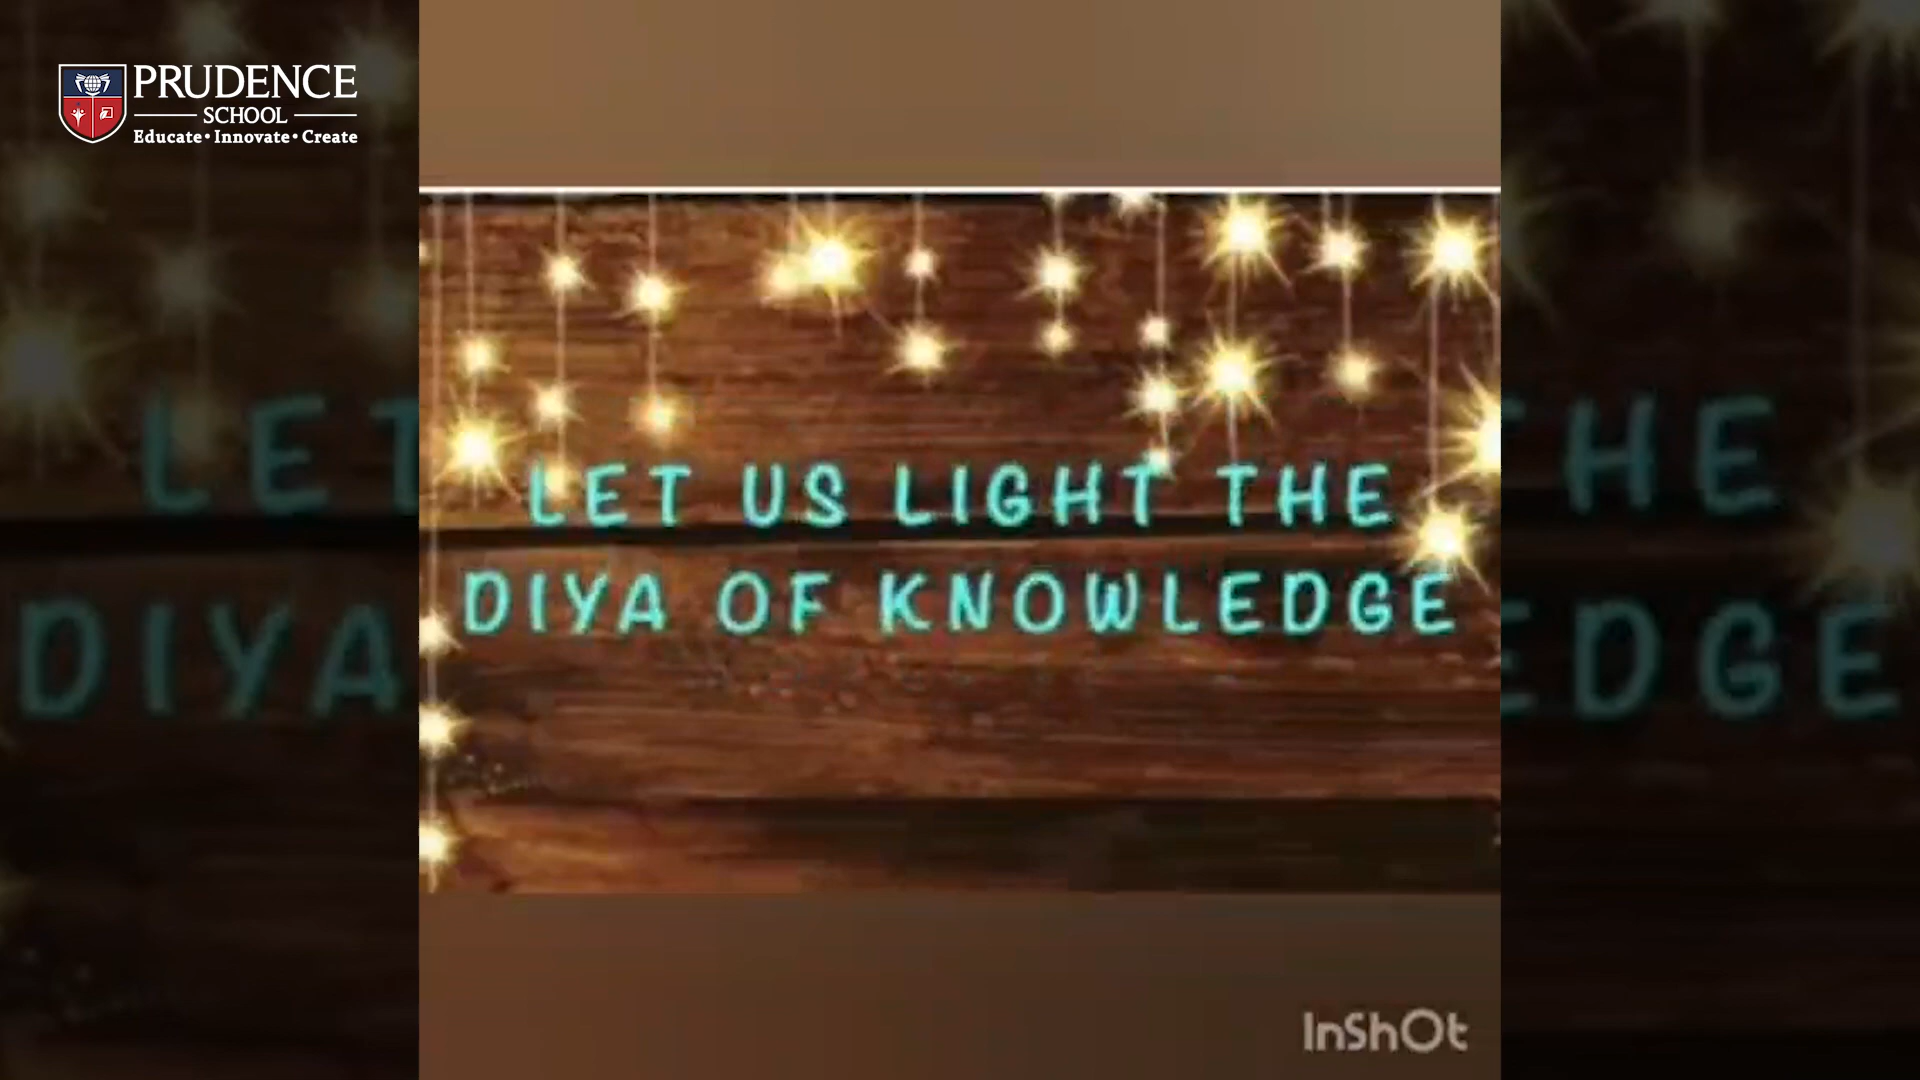 PRUDENCE
SCHOOL
Educate • Innovate • Create
LET US LIGHT THE
DIYA OF KNOWLEDGE
InShOt